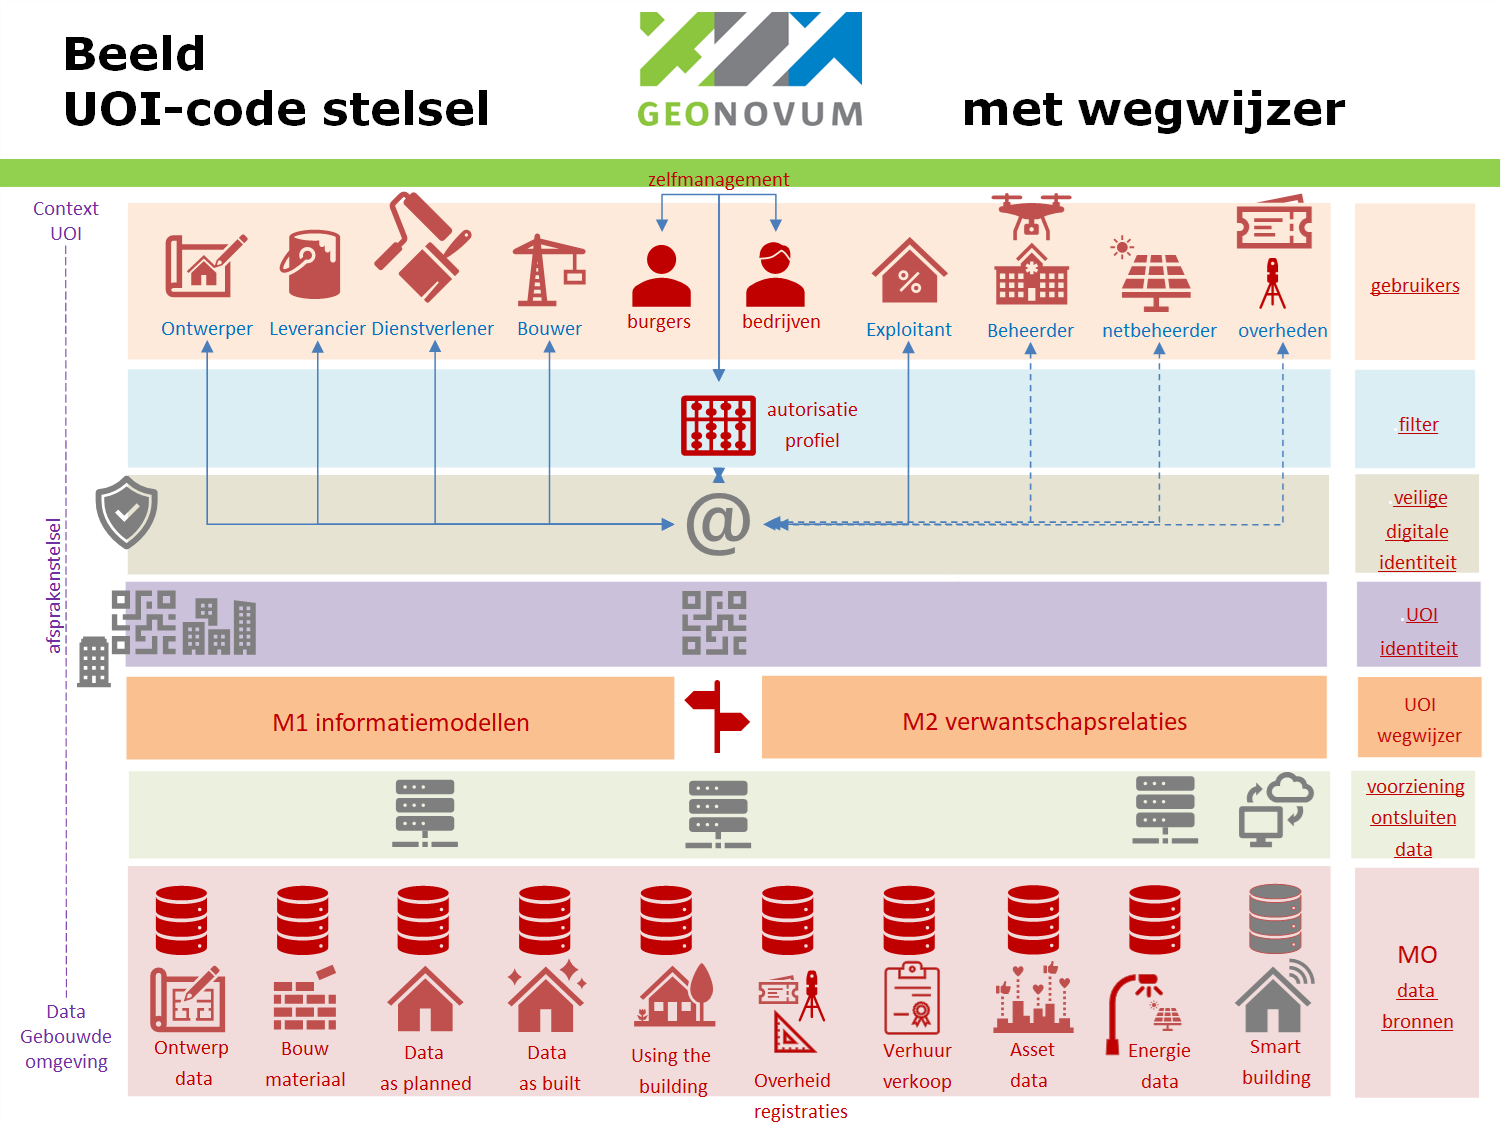 Beeld
UOI-code stelsel
GEONOVUM
met wegwijzer
zelfmanagement
Context
UOI
Ontwerper
Leverancier
Dienstverlener
Bouwer
burgers
bedrijven
Exploitant
Beheerder
netbeheerder
overheden
gebruikers
%
autorisatie
profiel
.filter
@
.veilige
digitale
identiteit
afsprakenstelsel
.UOI
identiteit
M1 informatiemodellen
M2 verwantschapsrelaties
UOI
wegwijzer
voorziening
ontsluiten
data
MO
data
bronnen
Data
Gebouwde
omgeving
Ontwerp
data
Bouw
materiaal
Data
as planned
Data
as built
Using the
building
Overheid
registraties
Verhuur
verkoop
Asset
data
Energie
data
Smart
building